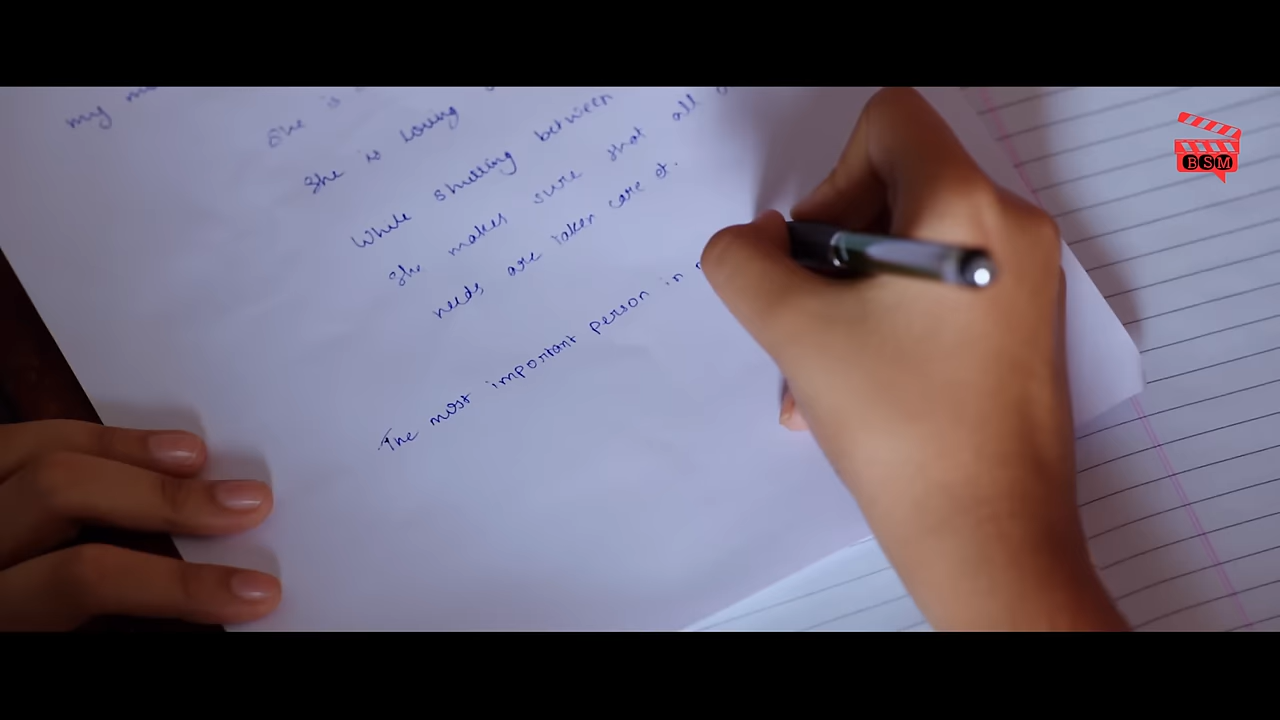 my
She is
She is loving
While shutting between
She makes sure that all
needs are taken care of.
The most important person in
BSM